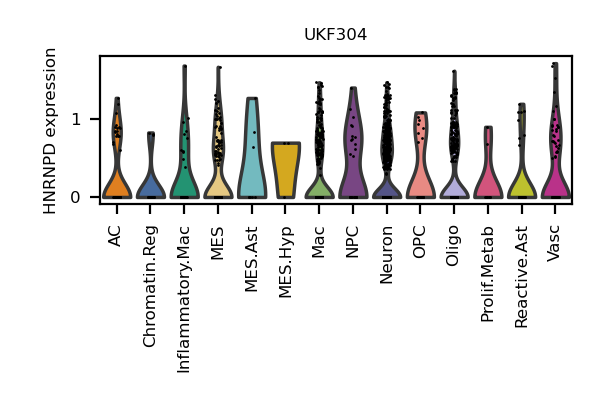 UKF304
HNRNPD expression
1
0
AC
Chromatin.Reg
Inflammatory.Mac
MES
MES.Ast
MES.Hyp
Mac
NPC
Neuron
OPC
Oligo
Prolif.Metab
Reactive.Ast
Vasc